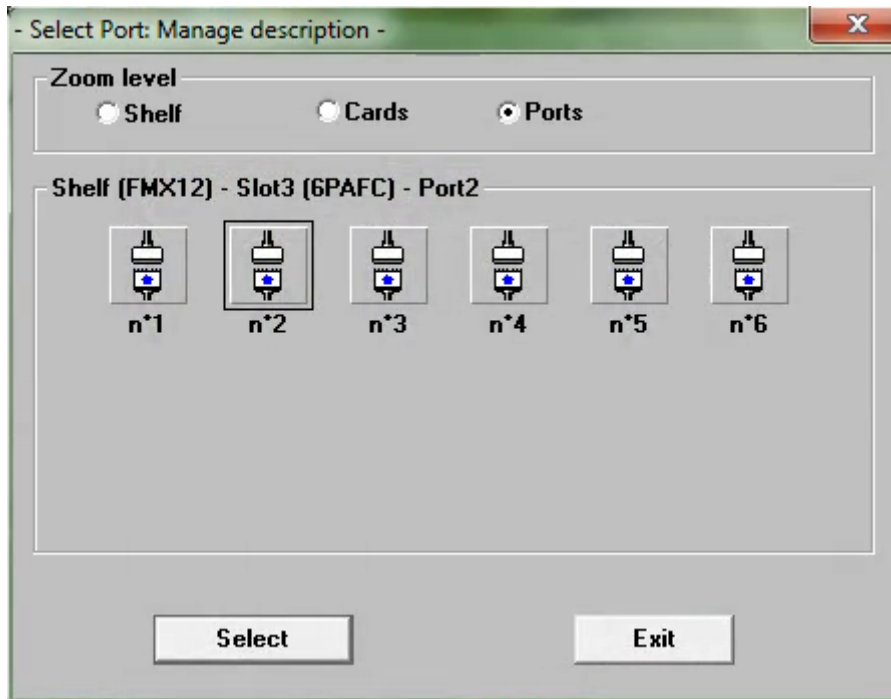 - Select Port: Manage description -
Zoom level
Shelf Cards Ports
Shelf (FMX12) - Slot3 (6PAFC) - Port2
n°1 n°2 n°3 n°4 n°5 n°6
Select Exit